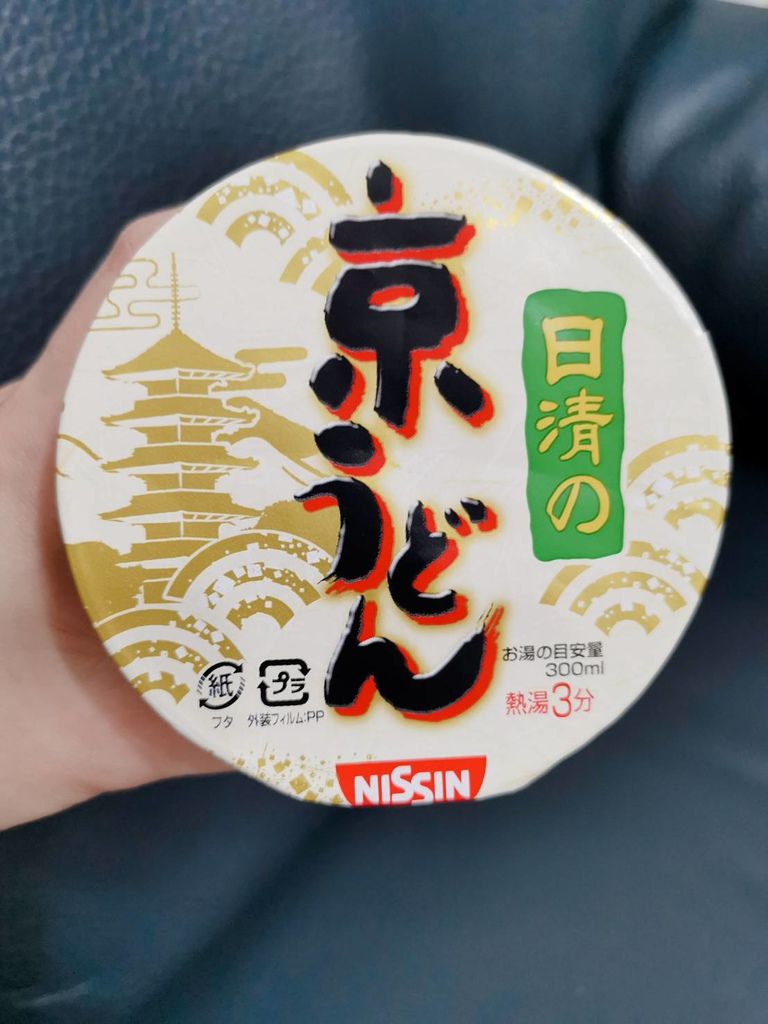 日清の
京うどん
お湯の目安量
300ml
熱湯3分
紙
フタ
プラ
外装フィルム:PP
NISSIN